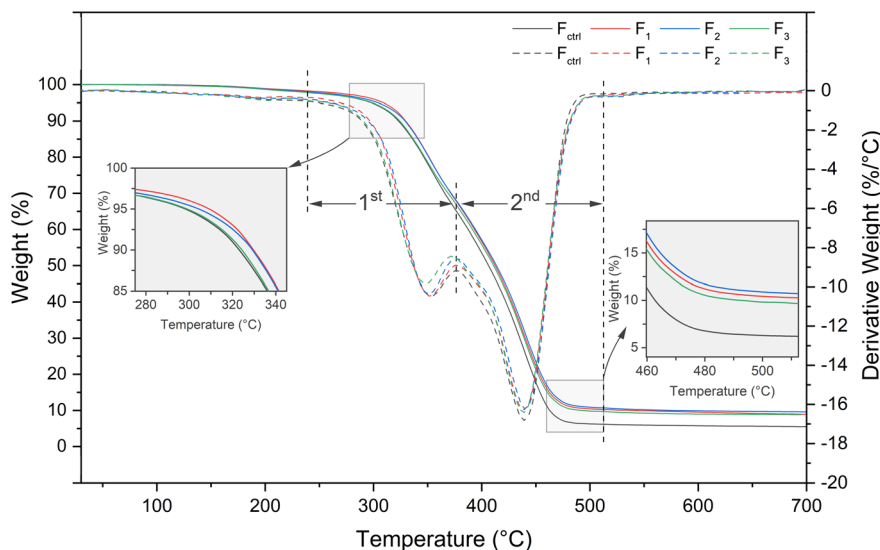 F_ctrl F_1 F_2 F_3
F_ctrl F_1 F_2 F_3
100
90
80
70
60
50
40
30
20
10
0
Weight (%)
0
-2
-4
-6
-8
-10
-12
-14
-16
-18
-20
Derivative Weight (%/°C)
1st
2nd
100
95
90
85
Weight (%)
280 300 320 340
Temperature (°C)
15
10
5
Weight (%)
460 480 500
Temperature (°C)
100 200 300 400 500 600 700
Temperature (°C)